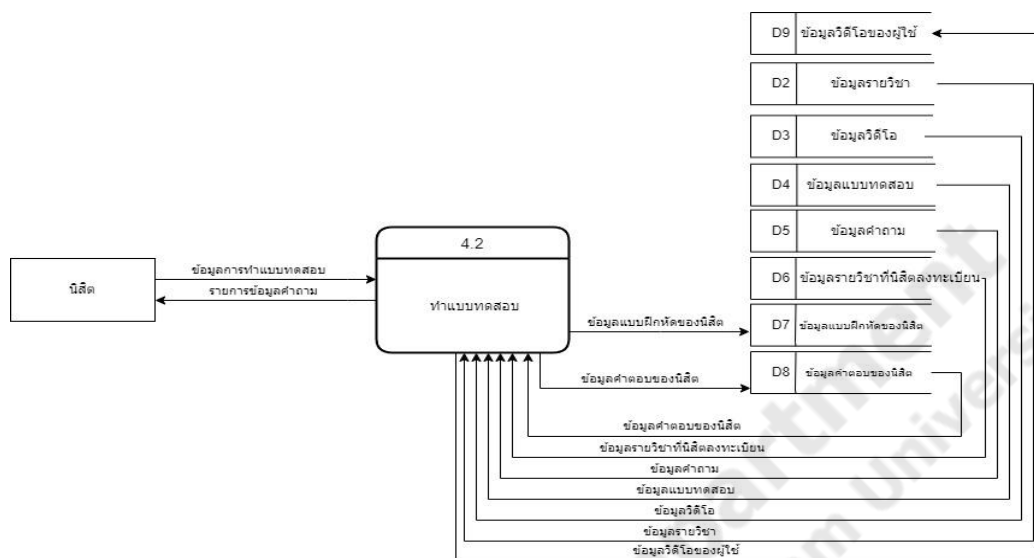 D9 ข้อมูลวิดีโอของผู้ใช้
D2 ข้อมูลรายวิชา
D3 ข้อมูลวิดีโอ
D4 ข้อมูลแบบทดสอบ
D5 ข้อมูลคำถาม
D6 ข้อมูลรายวิชาที่นิสิตลงทะเบียน
D7 ข้อมูลแบบฝึกหัดของนิสิต
D8 ข้อมูลคำตอบของนิสิต
4.2
ทำแบบทดสอบ
นิสิต
ข้อมูลการทำแบบทดสอบ
รายการข้อมูลคำถาม
ข้อมูลแบบฝึกหัดของนิสิต
ข้อมูลคำตอบของนิสิต
ข้อมูลคำตอบของนิสิต
ข้อมูลรายวิชาที่นิสิตลงทะเบียน
ข้อมูลคำถาม
ข้อมูลแบบทดสอบ
ข้อมูลวิดีโอ
ข้อมูลรายวิชา
ข้อมูลวิดีโอของผู้ใช้